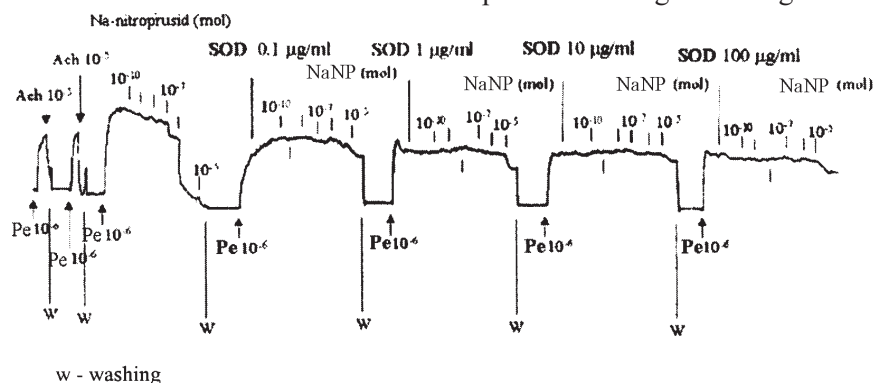 Na-nitroprusid (mol)
SOD 0.1 µg/ml SOD 1 µg/ml SOD 10 µg/ml SOD 100 µg/ml
Ach 10⁻⁵ NaNP (mol) NaNP (mol) NaNP (mol) NaNP (mol)
Ach 10⁻⁵ 10⁻¹⁰ 10⁻⁷
10⁻¹⁰ 10⁻⁷ 10⁻⁵ 10⁻¹⁰ 10⁻⁷ 10⁻⁵ 10⁻¹⁰ 10⁻⁷ 10⁻⁵ 10⁻¹⁰ 10⁻⁷
10⁻⁵
Pe 10⁻⁶ Pe 10⁻⁶ Pe 10⁻⁶ Pe 10⁻⁶ Pe 10⁻⁶ Pe 10⁻⁶
Pe 10⁻⁶
w w w w w w
w - washing